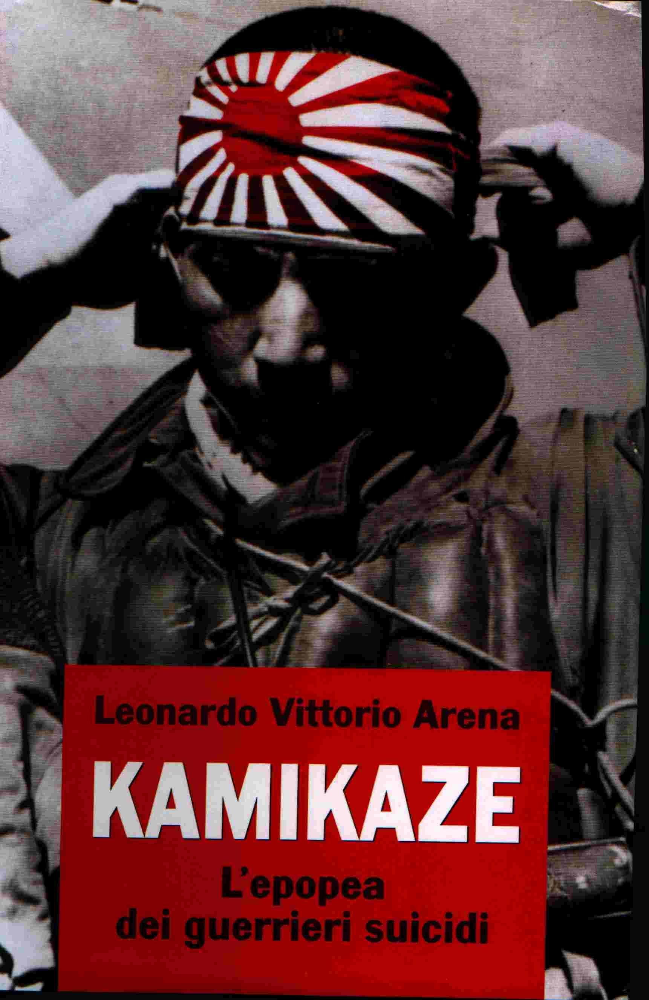 Leonardo Vittorio Arena
KAMIKAZE
L'epopea
dei guerrieri suicidi